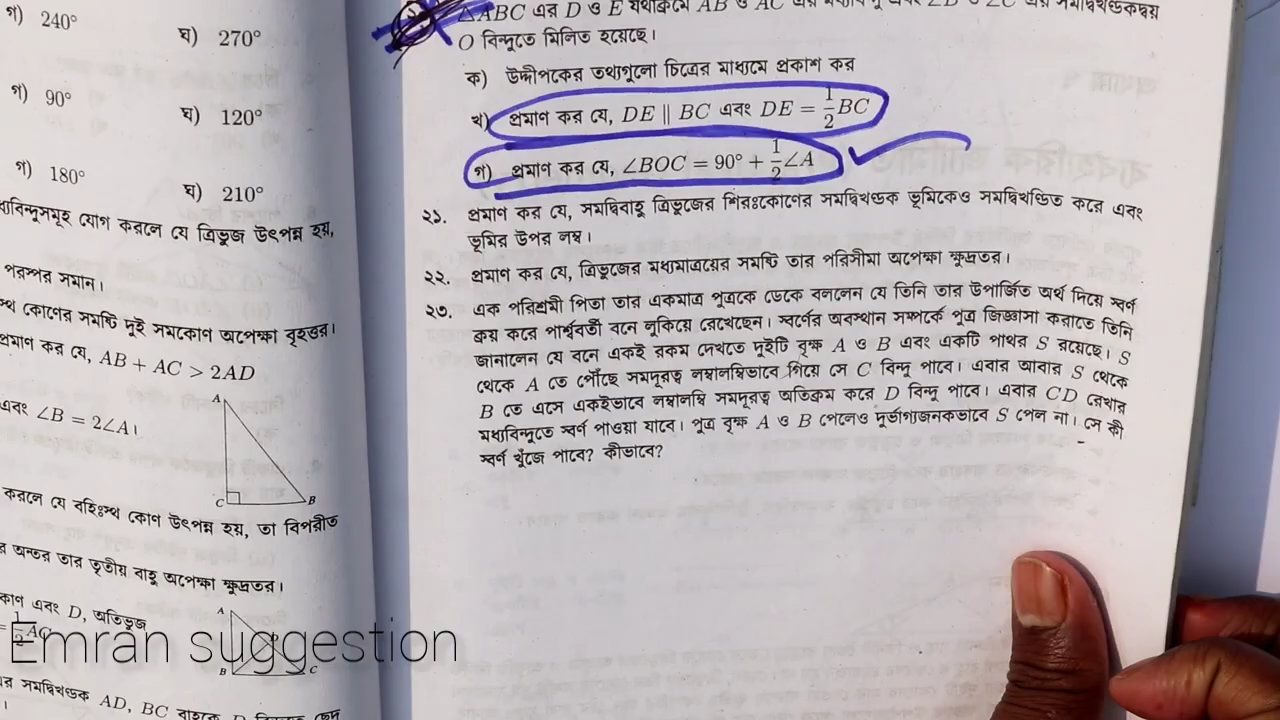 গ) 240°
ঘ) 270°
গ) 90°
ঘ) 120°
গ) 180°
ঘ) 210°
যোগ করলে যে ত্রিভুজ উৎপন্ন হয়,
পরস্পর সমান।
কোণের সমষ্টি দুই সমকোণ অপেক্ষা বৃহত্তর।
প্রমাণ কর যে, AB + AC > 2AD
এবং ∠B = 2∠A।
A
C
B
করলে যে বহিঃস্থ কোণ উৎপন্ন হয়, তা বিপরীত
অন্তর তার তৃতীয় বাহু অপেক্ষা ক্ষুদ্রতর।
এবং D, অতিভুজ
A
B
C
সমদ্বিখণ্ডক AD, BC
△ABC এর D ও E যথাক্রমে AB ও AC এর
O বিন্দুতে মিলিত হয়েছে।
ক) উদ্দীপকের তথ্যগুলো চিত্রের মাধ্যমে প্রকাশ কর
খ) প্রমাণ কর যে, DE || BC এবং DE = 1/2 BC
গ) প্রমাণ কর যে, ∠BOC = 90° + 1/2 ∠A
২১. প্রমাণ কর যে, সমদ্বিবাহু ত্রিভুজের শিরঃকোণের সমদ্বিখণ্ডক ভূমিকেও সমদ্বিখণ্ডিত করে এবং
ভূমির উপর লম্ব।
২২. প্রমাণ কর যে, ত্রিভুজের মধ্যমাত্রয়ের সমষ্টি তার পরিসীমা অপেক্ষা ক্ষুদ্রতর।
২৩. এক পরিশ্রমী পিতা তার একমাত্র পুত্রকে ডেকে বললেন যে তিনি তার উপার্জিত অর্থ দিয়ে স্বর্ণ
ক্রয় করে পার্শ্ববর্তী বনে লুকিয়ে রেখেছেন। স্বর্ণের অবস্থান সম্পর্কে পুত্র জিজ্ঞাসা করাতে তিনি
জানালেন যে বনে একই রকম দেখতে দুইটি বৃক্ষ A ও B এবং একটি পাথর S রয়েছে। S
থেকে A তে পৌঁছে সমদূরত্ব লম্বালম্বিভাবে গিয়ে সে C বিন্দু পাবে। এবার আবার S থেকে
B তে এসে একইভাবে লম্বালম্বি সমদূরত্ব অতিক্রম করে D বিন্দু পাবে। এবার CD রেখার
মধ্যবিন্দুতে স্বর্ণ পাওয়া যাবে। পুত্র বৃক্ষ A ও B পেলেও দুর্ভাগ্যজনকভাবে S পেল না। সে কী
স্বর্ণ খুঁজে পাবে? কীভাবে?
Emran suggestion